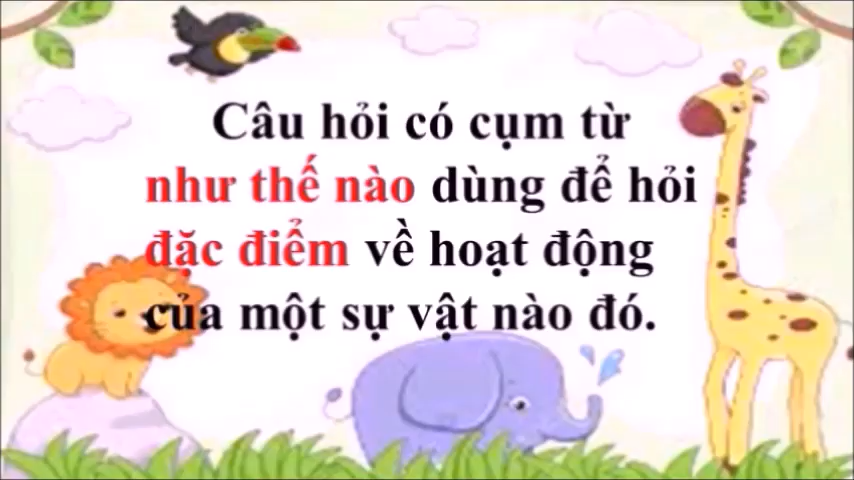 Câu hỏi có cụm từ
như thế nào dùng để hỏi
đặc điểm về hoạt động
của một sự vật nào đó.